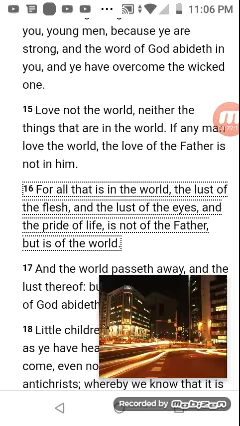 11:06 PM
you, young men, because ye are
strong, and the word of God abideth in
you, and ye have overcome the wicked
one.
15 Love not the world, neither the
things that are in the world. If any man
love the world, the love of the Father is
not in him.
16 For all that is in the world, the lust of
the flesh, and the lust of the eyes, and
the pride of life, is not of the Father,
but is of the world.
17 And the world passeth away, and the
lust thereof:
of God abideth
18 Little
as ye have
come, even
antichrists; whereby we know that it is
Recorded by mobizen